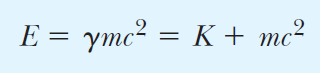 E = γmc² = K + mc²